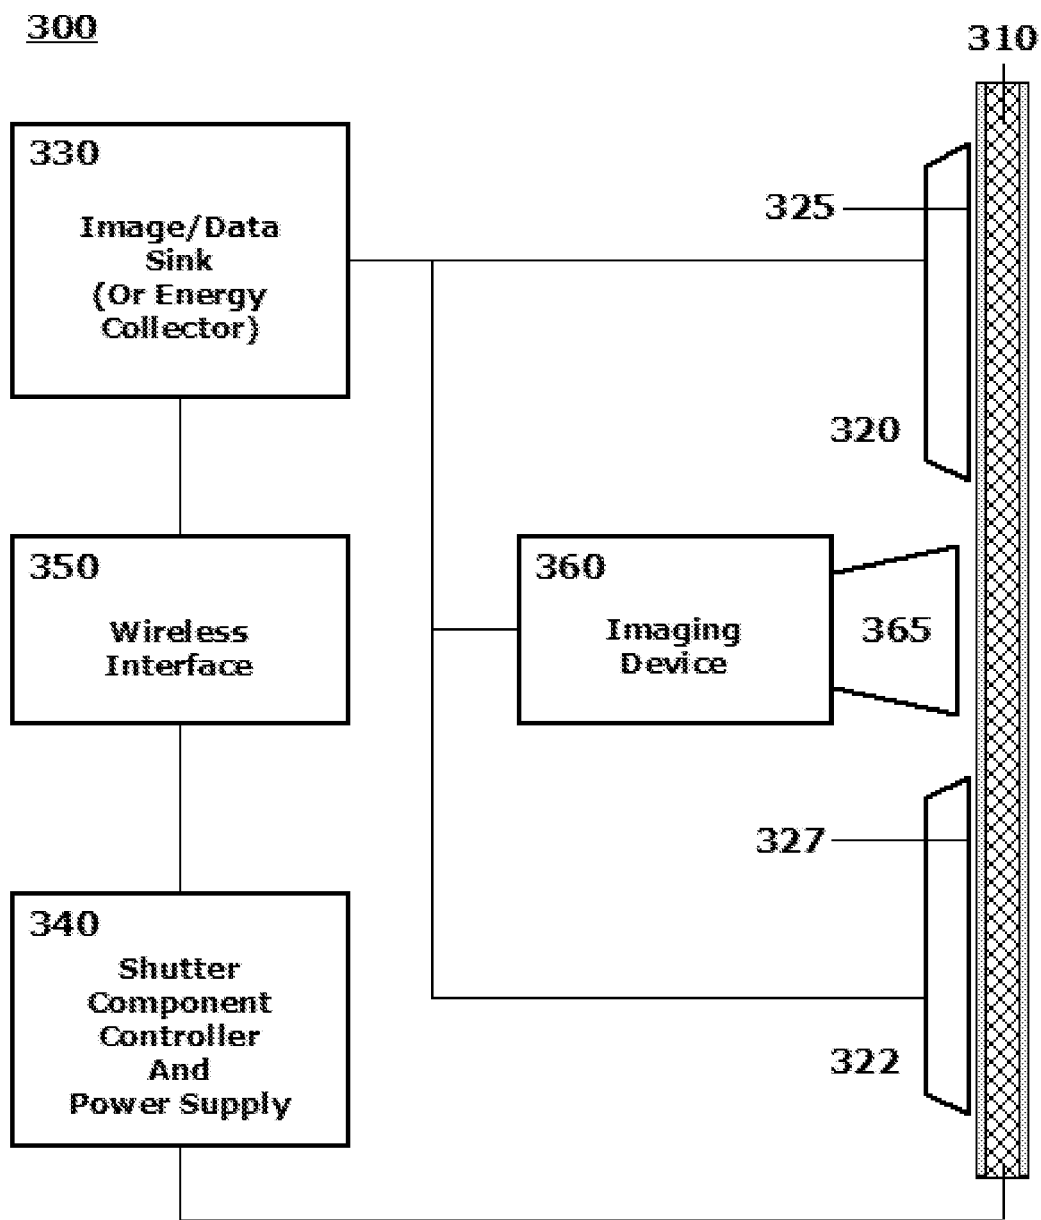 300
310
330
Image/Data
Sink
(Or Energy
Collector)
325
320
350
Wireless
Interface
360
Imaging
Device
365
327
340
Shutter
Component
Controller
And
Power Supply
322